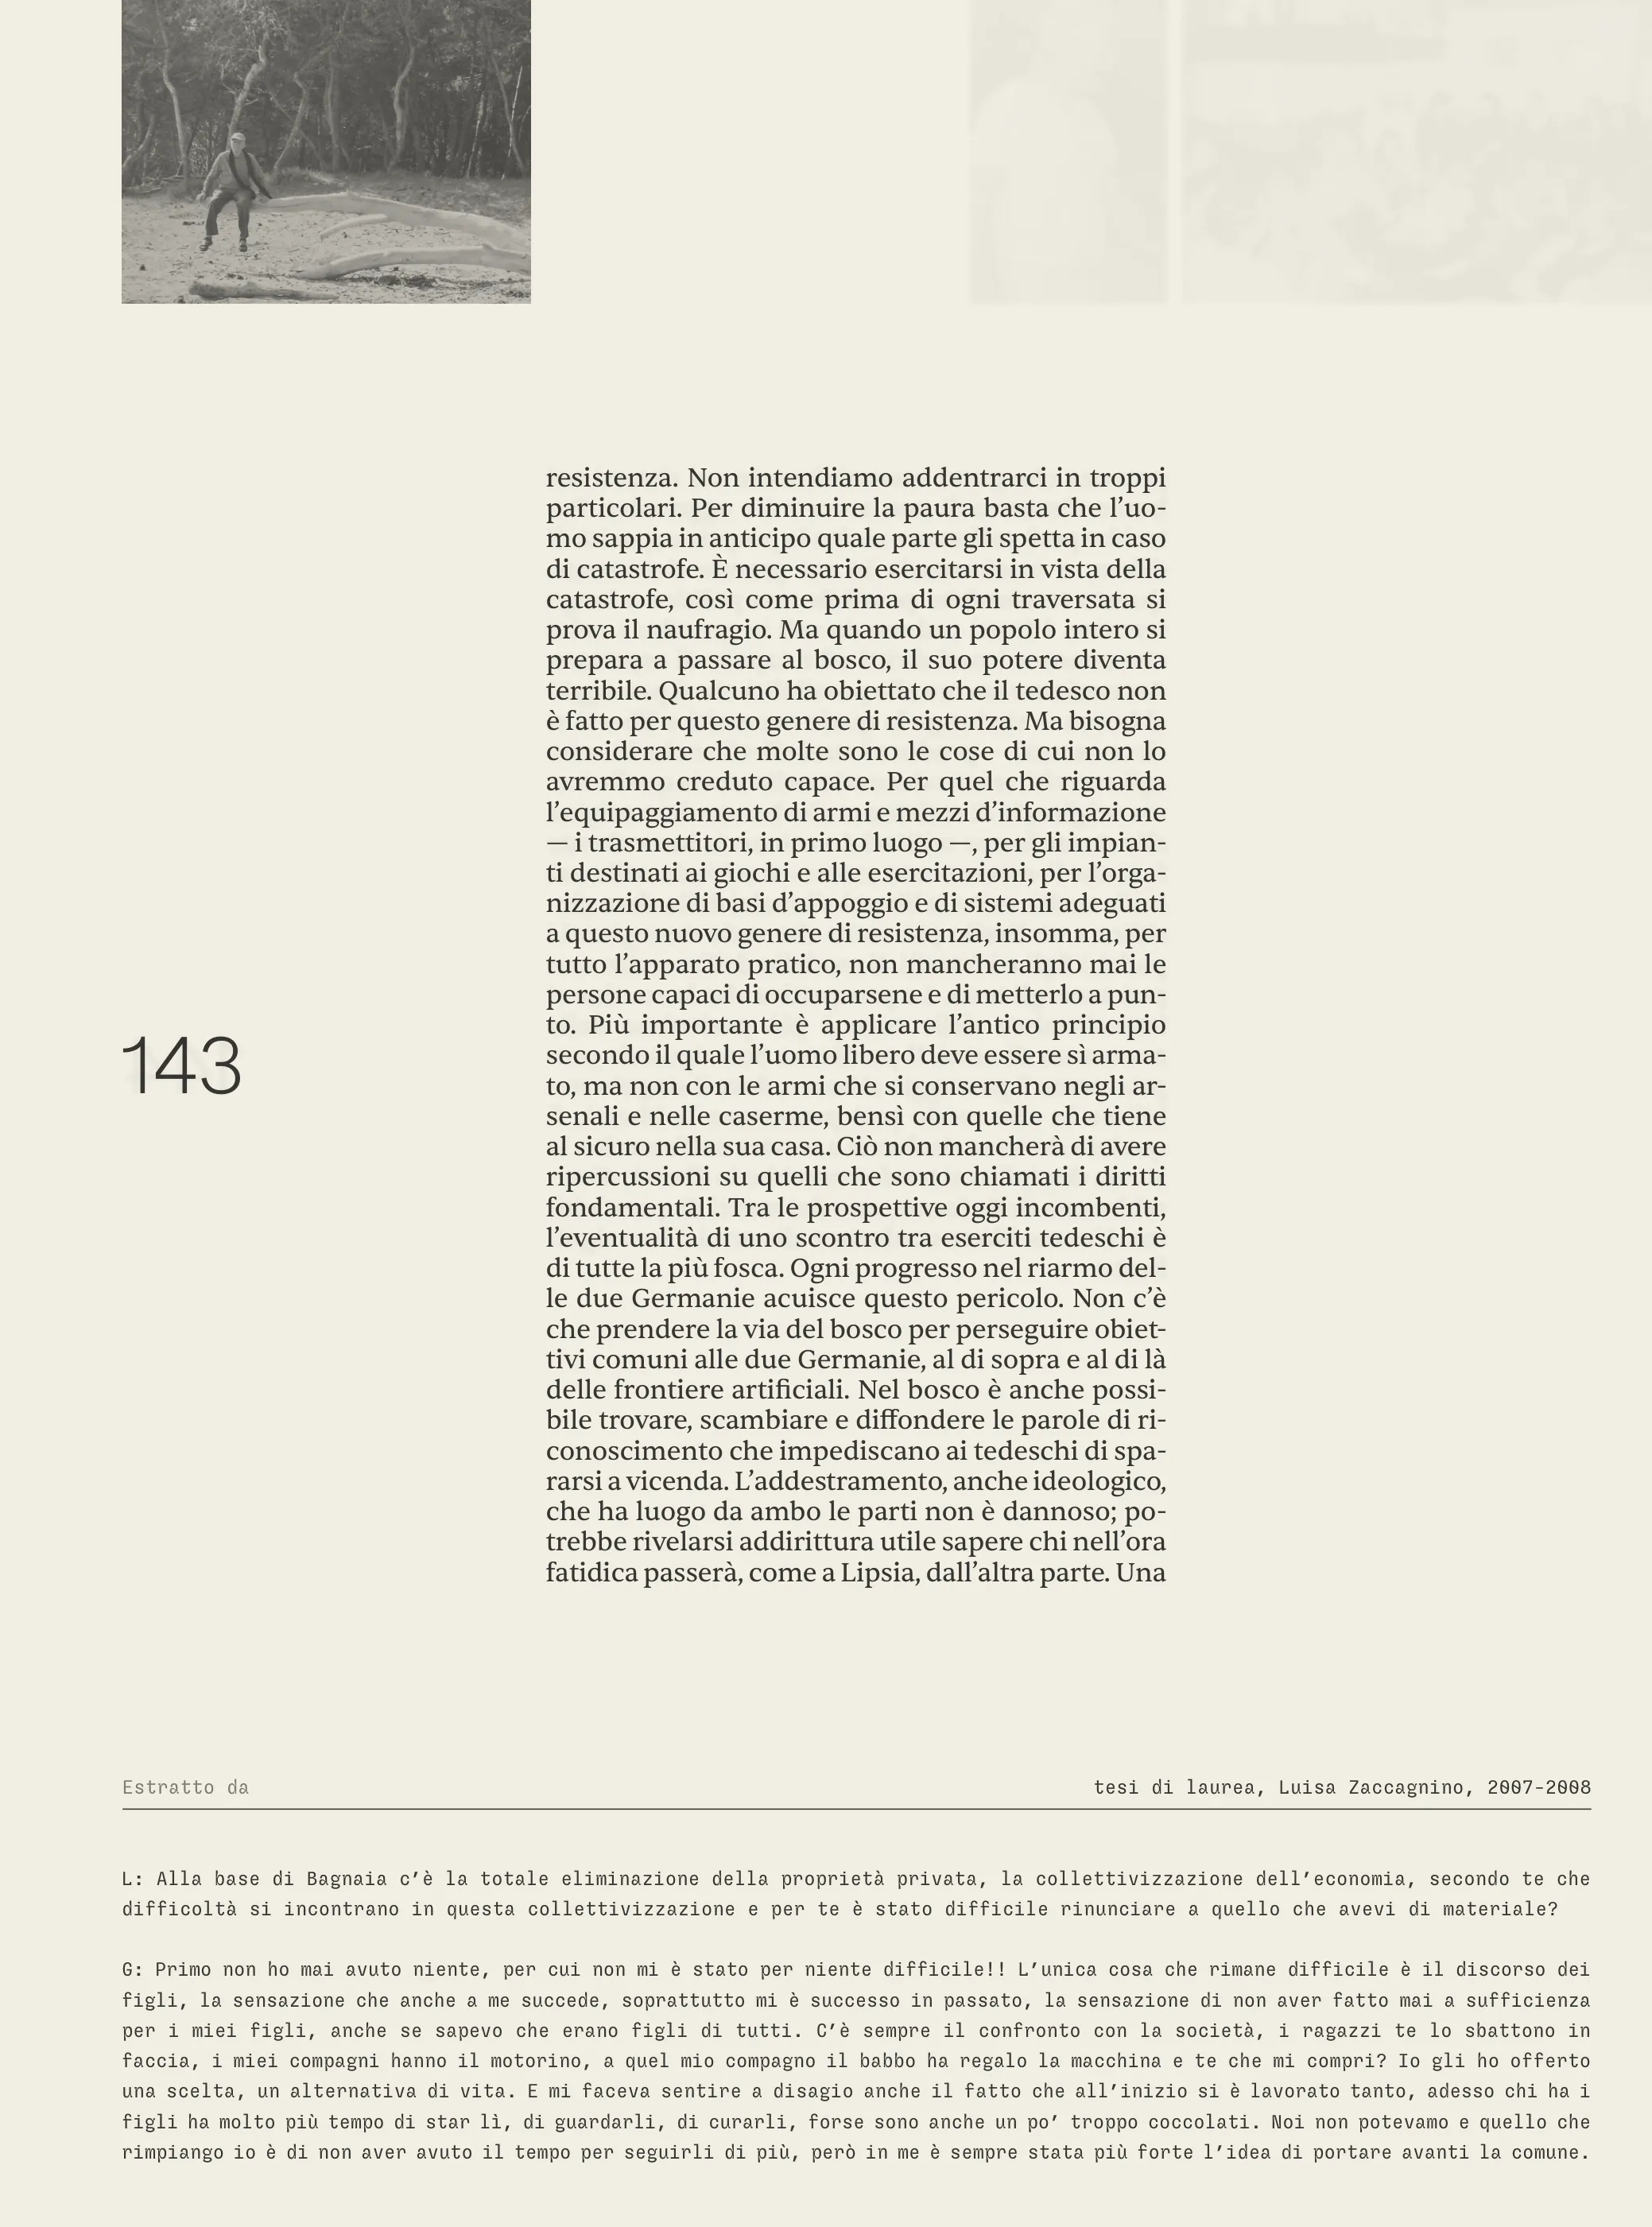 resistenza. Non intendiamo addentrarci in troppi
particolari. Per diminuire la paura basta che l’uo-
mo sappia in anticipo quale parte gli spetta in caso
di catastrofe. È necessario esercitarsi in vista della
catastrofe, così come prima di ogni traversata si
prova il naufragio. Ma quando un popolo intero si
prepara a passare al bosco, il suo potere diventa
terribile. Qualcuno ha obiettato che il tedesco non
è fatto per questo genere di resistenza. Ma bisogna
considerare che molte sono le cose di cui non lo
avremmo creduto capace. Per quel che riguarda
l’equipaggiamento di armi e mezzi d’informazione
— i trasmettitori, in primo luogo —, per gli impian-
ti destinati ai giochi e alle esercitazioni, per l’orga-
nizzazione di basi d’appoggio e di sistemi adeguati
a questo nuovo genere di resistenza, insomma, per
tutto l’apparato pratico, non mancheranno mai le
persone capaci di occuparsene e di metterlo a pun-
to. Più importante è applicare l’antico principio
secondo il quale l’uomo libero deve essere sì arma-
to, ma non con le armi che si conservano negli ar-
senali e nelle caserme, bensì con quelle che tiene
al sicuro nella sua casa. Ciò non mancherà di avere
ripercussioni su quelli che sono chiamati i diritti
fondamentali. Tra le prospettive oggi incombenti,
l’eventualità di uno scontro tra eserciti tedeschi è
di tutte la più fosca. Ogni progresso nel riarmo del-
le due Germanie acuisce questo pericolo. Non c’è
che prendere la via del bosco per perseguire obiet-
tivi comuni alle due Germanie, al di sopra e al di là
delle frontiere artificiali. Nel bosco è anche possi-
bile trovare, scambiare e diffondere le parole di ri-
conoscimento che impediscano ai tedeschi di spa-
rarsi a vicenda. L’addestramento, anche ideologico,
che ha luogo da ambo le parti non è dannoso; po-
trebbe rivelarsi addirittura utile sapere chi nell’ora
fatidica passerà, come a Lipsia, dall’altra parte. Una
143
Estratto da
tesi di laurea, Luisa Zaccagnino, 2007-2008
L: Alla base di Bagnaia c’è la totale eliminazione della proprietà privata, la collettivizzazione dell’economia, secondo te che
difficoltà si incontrano in questa collettivizzazione e per te è stato difficile rinunciare a quello che avevi di materiale?
G: Primo non ho mai avuto niente, per cui non mi è stato per niente difficile!! L’unica cosa che rimane difficile è il discorso dei
figli, la sensazione che anche a me succede, soprattutto mi è successo in passato, la sensazione di non aver fatto mai a sufficienza
per i miei figli, anche se sapevo che erano figli di tutti. C’è sempre il confronto con la società, i ragazzi te lo sbattono in
faccia, i miei compagni hanno il motorino, a quel mio compagno il babbo ha regalo la macchina e te che mi compri? Io gli ho offerto
una scelta, un alternativa di vita. E mi faceva sentire a disagio anche il fatto che all’inizio si è lavorato tanto, adesso chi ha i
figli ha molto più tempo di star lì, di guardarli, di curarli, forse sono anche un po’ troppo coccolati. Noi non potevamo e quello che
rimpiango io è di non aver avuto il tempo per seguirli di più, però in me è sempre stata più forte l’idea di portare avanti la comune.